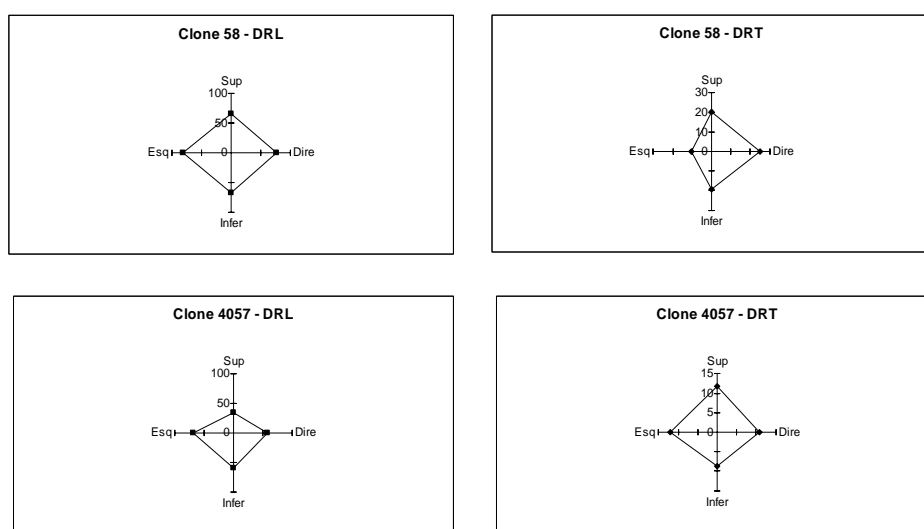 Clone 58 - DRL
Sup
100
50
Esq 0 Dire
Infer
Clone 58 - DRT
Sup
30
20
10
Esq 0 Dire
Infer
Clone 4057 - DRL
Sup
100
50
Esq 0 Dire
Infer
Clone 4057 - DRT
Sup
15
10
5
Esq 0 Dire
Infer